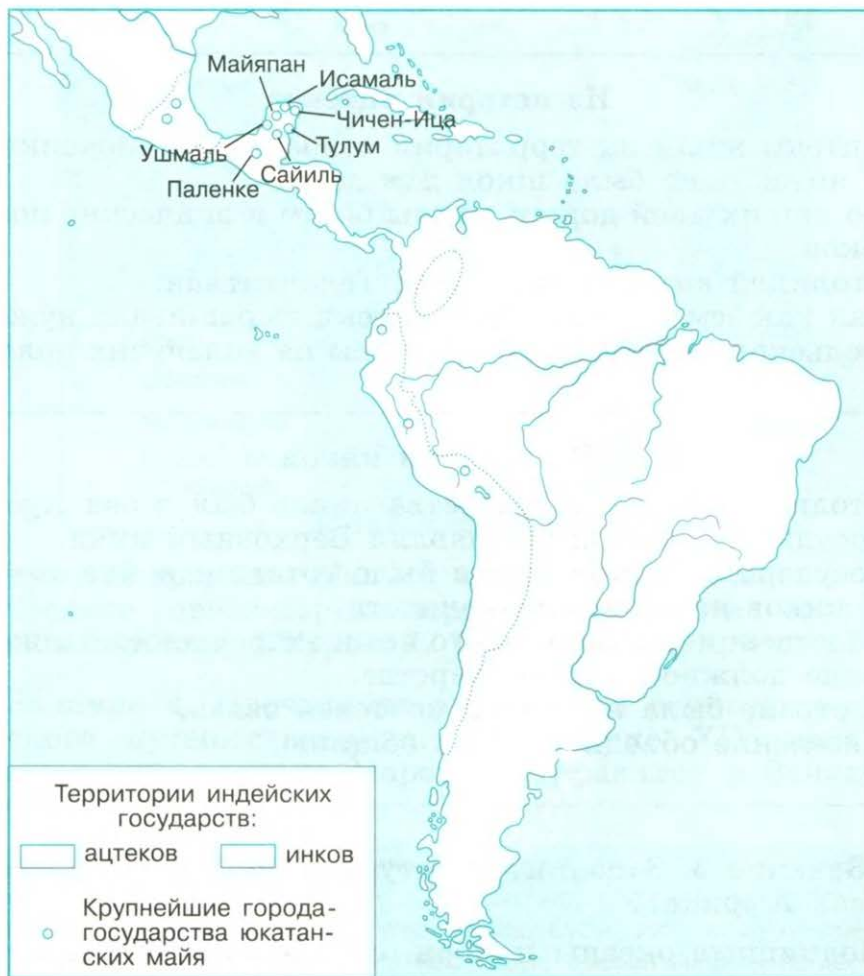 Майяпан
Исамаль
Чичен-Ица
Ушмаль
Тулум
Паленке
Сайиль
Территории индейских
государств:
ацтеков
инков
Крупнейшие города-
государства юкатан-
ских майя